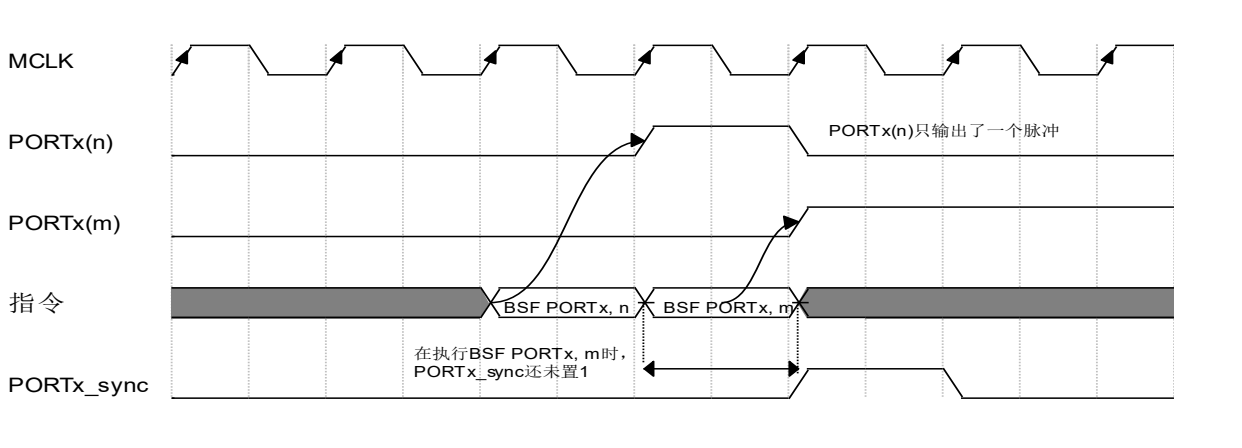 MCLK
PORTx(n)
PORTx(n)只输出了一个脉冲
PORTx(m)
指令
BSF PORTx, n
BSF PORTx, m
在执行BSF PORTx, m时，
PORTx_sync还未置1
PORTx_sync